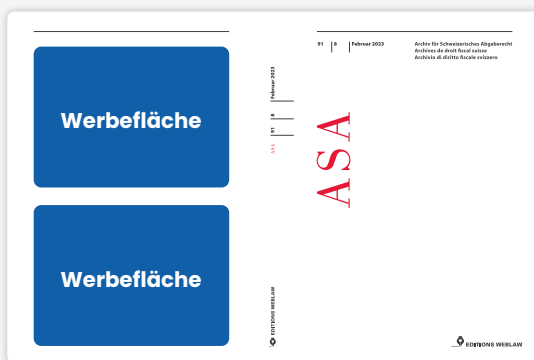 Werbefläche
Werbefläche
Februar 2023
8
91
ASA
EDITIONS WEBLAW
91 8 Februar 2023
Archiv für Schweizerisches Abgaberecht
Archives de droit fiscal suisse
Archivio di diritto fiscale svizzero
ASA
EDITIONS WEBLAW